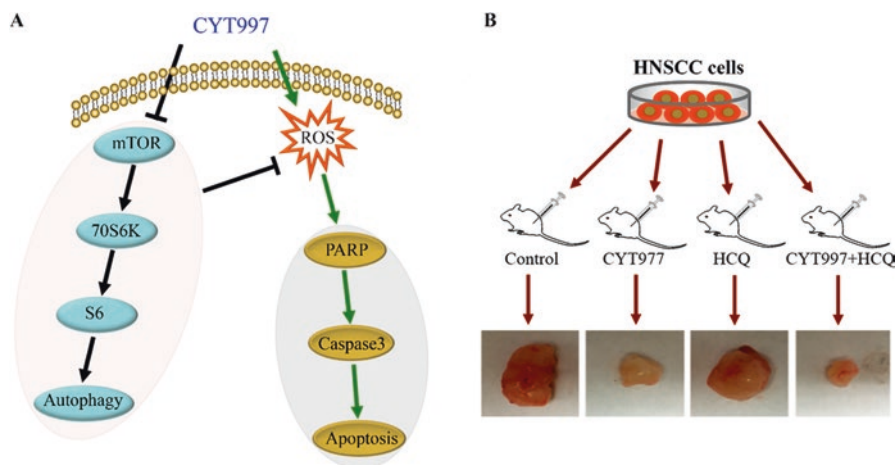 A
CYT997
mTOR
ROS
70S6K
PARP
S6
Caspase3
Autophagy
Apoptosis
B
HNSCC cells
Control
CYT977
HCQ
CYT997+HCQ